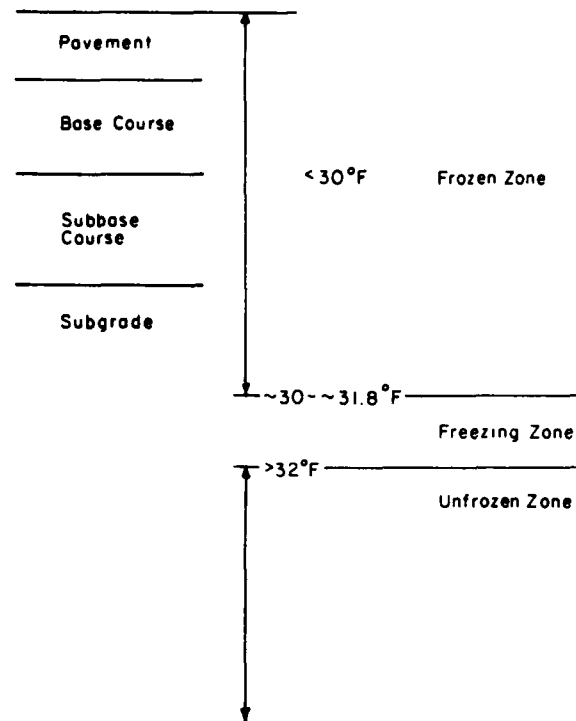 Pavement
Base Course
<30°F Frozen Zone
Subbase
Course
Subgrade
~30-~31.8°F
Freezing Zone
>32°F
Unfrozen Zone